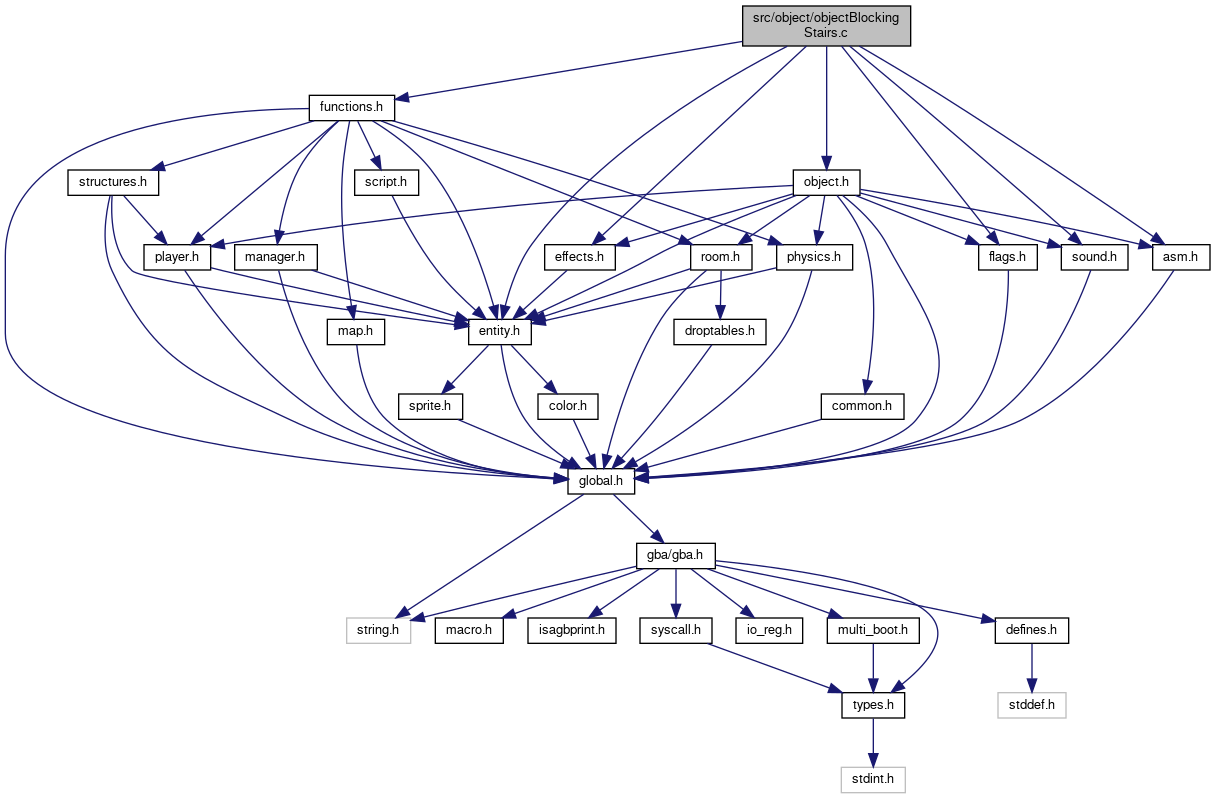 src/object/objectBlocking
Stairs.c
functions.h
structures.h
script.h
object.h
player.h
manager.h
effects.h
room.h
physics.h
flags.h
sound.h
asm.h
map.h
entity.h
droptables.h
sprite.h
color.h
common.h
global.h
gba/gba.h
string.h
macro.h
isagbprint.h
syscall.h
io_reg.h
multi_boot.h
defines.h
types.h
stddef.h
stdint.h